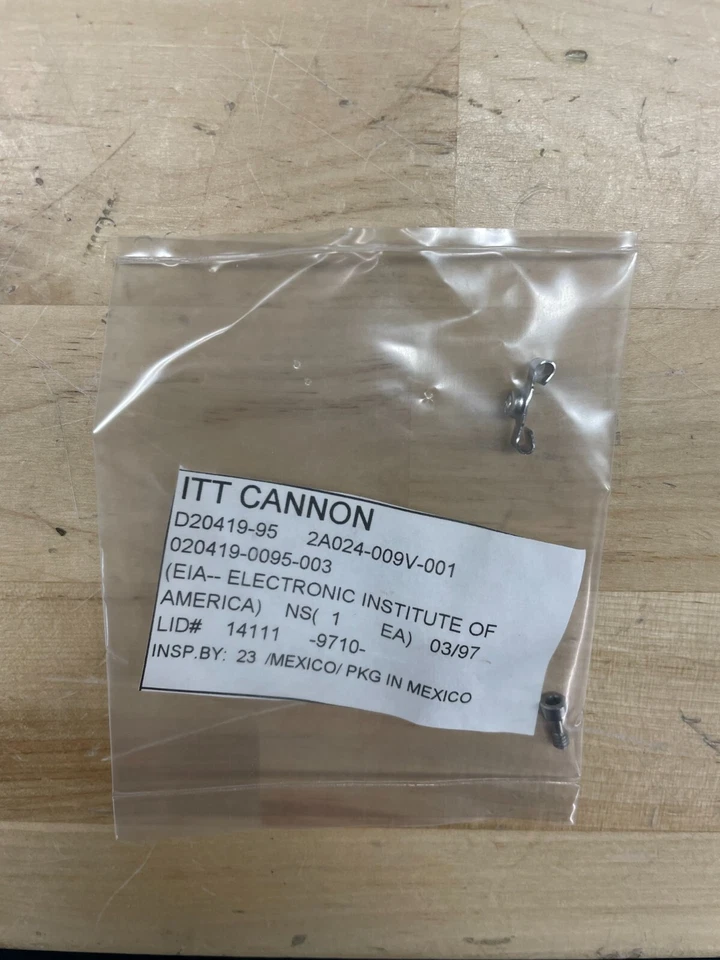 ITT CANNON
D20419-95 2A024-009V-001
020419-0095-003
(EIA-- ELECTRONIC INSTITUTE OF
AMERICA) NS( 1 EA) 03/97
LID# 14111 -9710-
INSP.BY: 23 /MEXICO/ PKG IN MEXICO